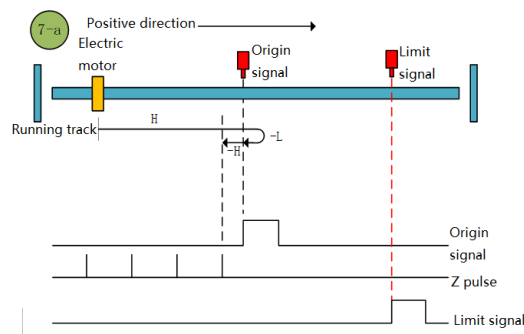 7-a
Positive direction
Electric
motor
Origin
signal
Limit
signal
Running track
H
-H
-L
Origin
signal
Z pulse
Limit signal